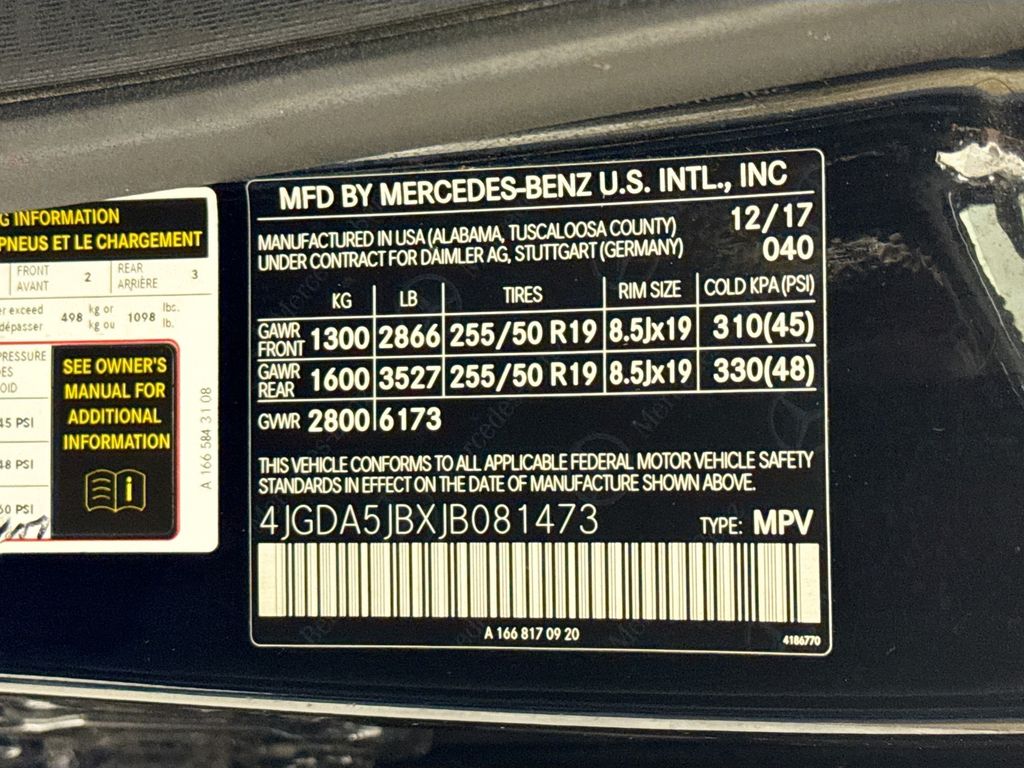 G INFORMATION
PNEUS ET LE CHARGEMENT
FRONT AVANT 2 REAR ARRIÈRE 3
er exceed
dépasser 498 kg or kg ou 1098 lbs. lb.
PRESSURE
45 PSI
48 PSI
60 PSI
SEE OWNER'S
MANUAL FOR
ADDITIONAL
INFORMATION
A 166 584 31 08
MFD BY MERCEDES-BENZ U.S. INTL., INC
MANUFACTURED IN USA (ALABAMA, TUSCALOOSA COUNTY) 12/17
UNDER CONTRACT FOR DAIMLER AG, STUTTGART (GERMANY) 040
KG LB TIRES RIM SIZE COLD KPA (PSI)
GAWR FRONT 1300 2866 255/50 R19 8.5Jx19 310(45)
GAWR REAR 1600 3527 255/50 R19 8.5Jx19 330(48)
GVWR 2800 6173
THIS VEHICLE CONFORMS TO ALL APPLICABLE FEDERAL MOTOR VEHICLE SAFETY
STANDARDS IN EFFECT ON THE DATE OF MANUFACTURE SHOWN ABOVE.
4JGDA5JBXJB081473 TYPE: MPV
A 166 817 09 20
4186770